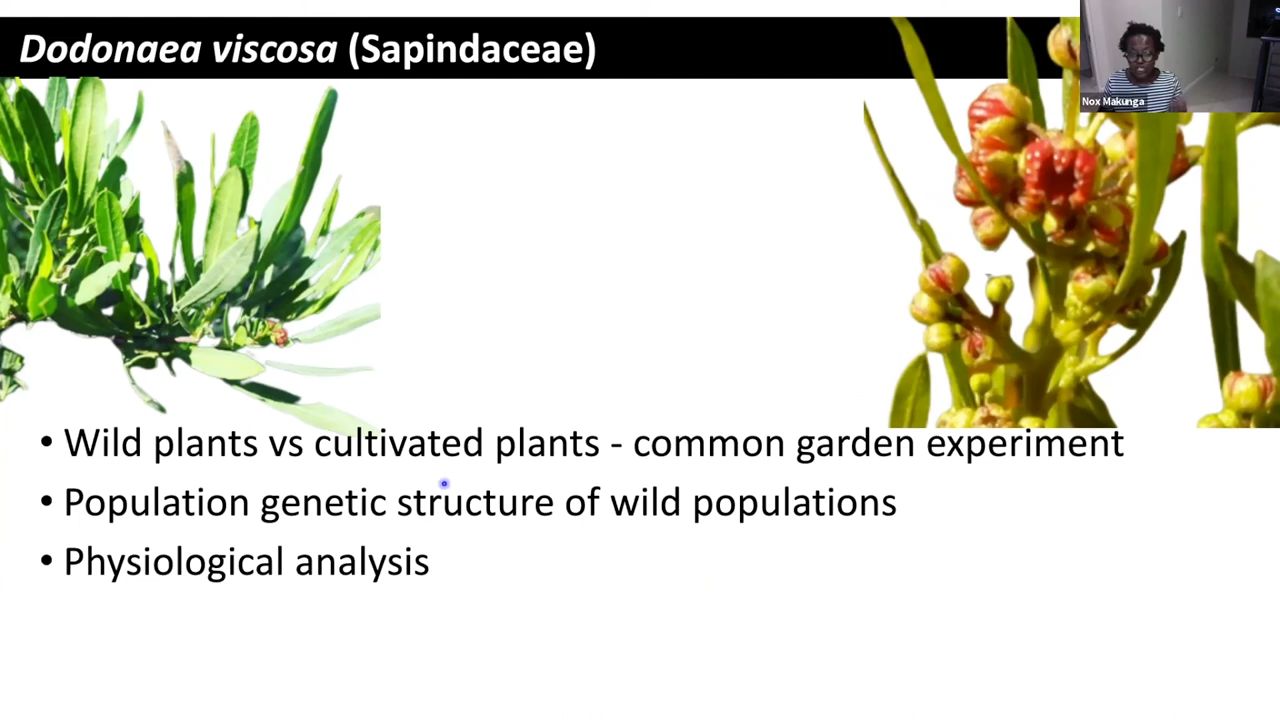 Dodonaea viscosa (Sapindaceae)
Nox Makunga
• Wild plants vs cultivated plants - common garden experiment
• Population genetic structure of wild populations
• Physiological analysis